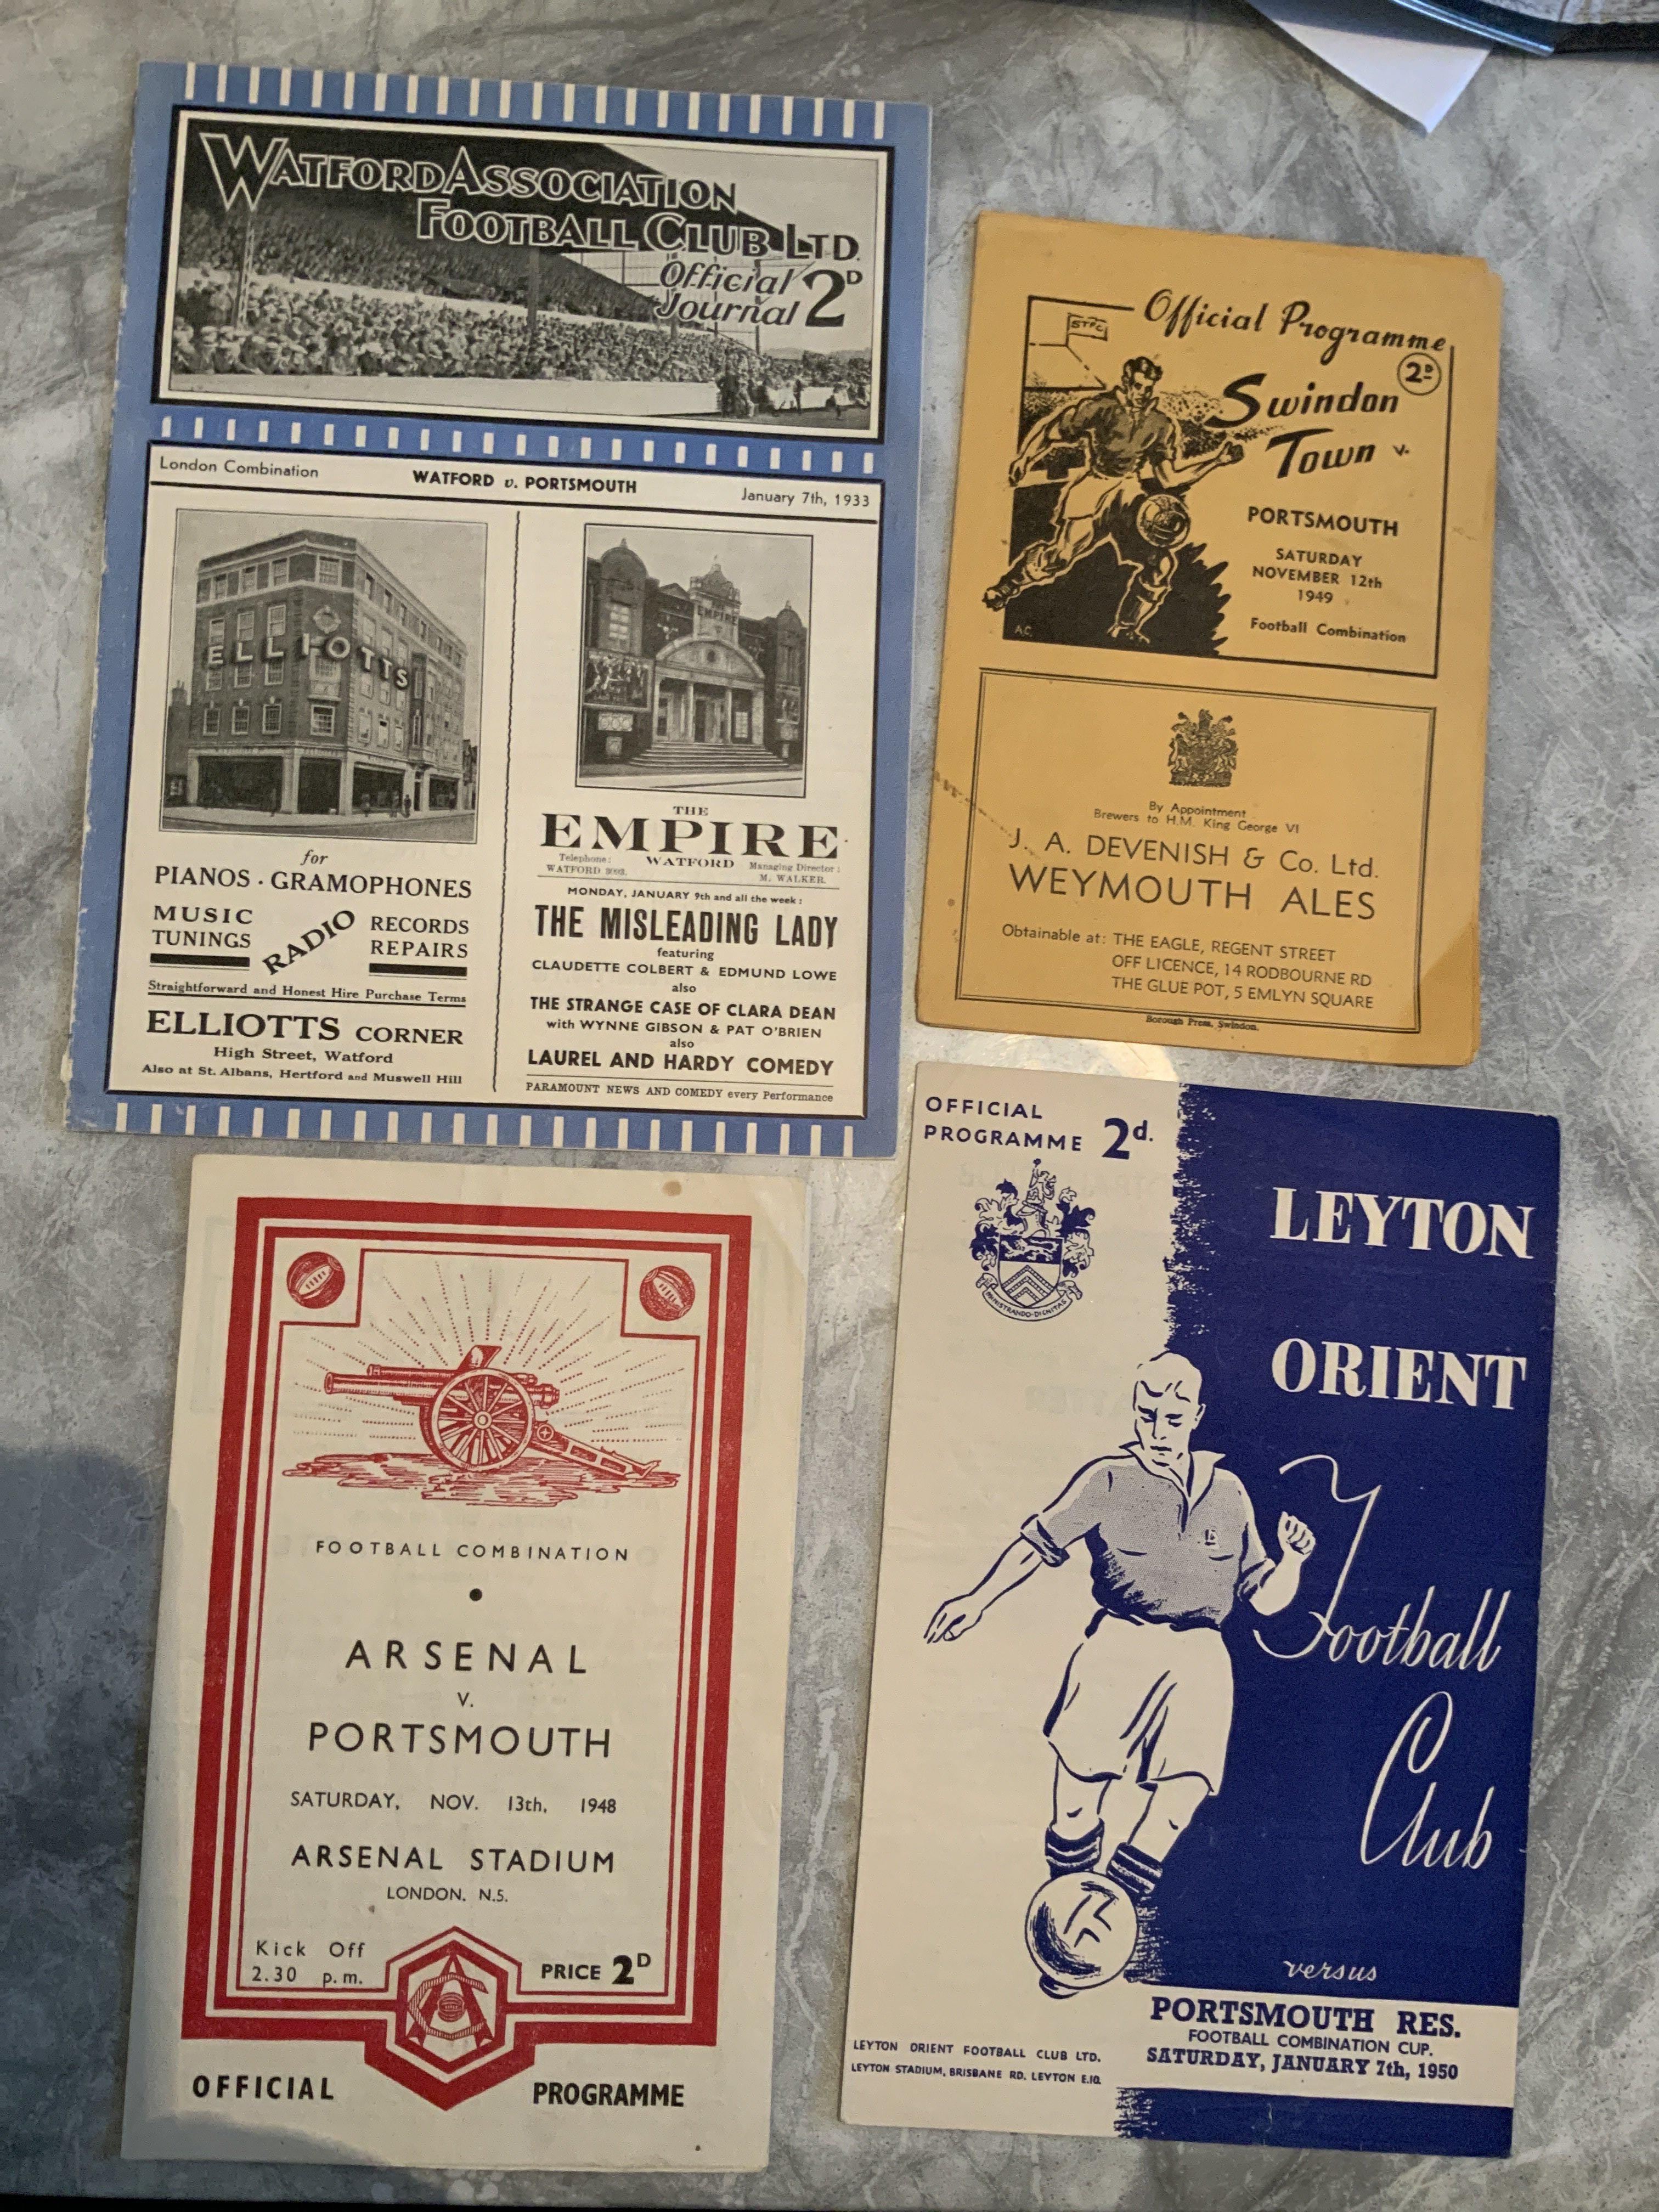 WATFORD ASSOCIATION
FOOTBALL CLUB LTD.
Official 2D
Journal
London Combination
WATFORD v. PORTSMOUTH
January 7th, 1933
ELLIOTTS
for
PIANOS . GRAMOPHONES
MUSIC
TUNINGS
RADIO
RECORDS
REPAIRS
Straightforward and Honest Hire Purchase Terms
ELLIOTTS CORNER
High Street, Watford
Also at St. Albans, Hertford and Muswell Hill
EMPIRE
THE
EMPIRE
Telephone: WATFORD Managing Director:
WATFORD M. WALKER.
MONDAY, JANUARY 9th and all the week:
THE MISLEADING LADY
featuring
CLAUDETTE COLBERT & EDMUND LOWE
also
THE STRANGE CASE OF CLARA DEAN
with WYNNE GIBSON & PAT O'BRIEN
also
LAUREL AND HARDY COMEDY
PARAMOUNT NEWS AND COMEDY every Performance
STFC
Official Programme
2D
Swindon
Town v.
PORTSMOUTH
SATURDAY
NOVEMBER 12th
1949
Football Combination
A.C.
By Appointment
Brewers to H.M. King George VI
J. A. DEVENISH & Co. Ltd.
WEYMOUTH ALES
Obtainable at: THE EAGLE, REGENT STREET
OFF LICENCE, 14 RODBOURNE RD
THE GLUE POT, 5 EMLYN SQUARE
Borough Press, Swindon.
FOOTBALL COMBINATION
ARSENAL
V.
PORTSMOUTH
SATURDAY, NOV. 13th, 1948
ARSENAL STADIUM
LONDON. N.5.
Kick Off
2.30 p.m.
PRICE 2D
OFFICIAL PROGRAMME
OFFICIAL
PROGRAMME 2d.
MINISTRANDO·DIGNITAS
LEYTON
ORIENT
Football
Club
versus
PORTSMOUTH RES.
FOOTBALL COMBINATION CUP.
SATURDAY, JANUARY 7th, 1950
LEYTON ORIENT FOOTBALL CLUB LTD.
LEYTON STADIUM, BRISBANE RD. LEYTON E.10.